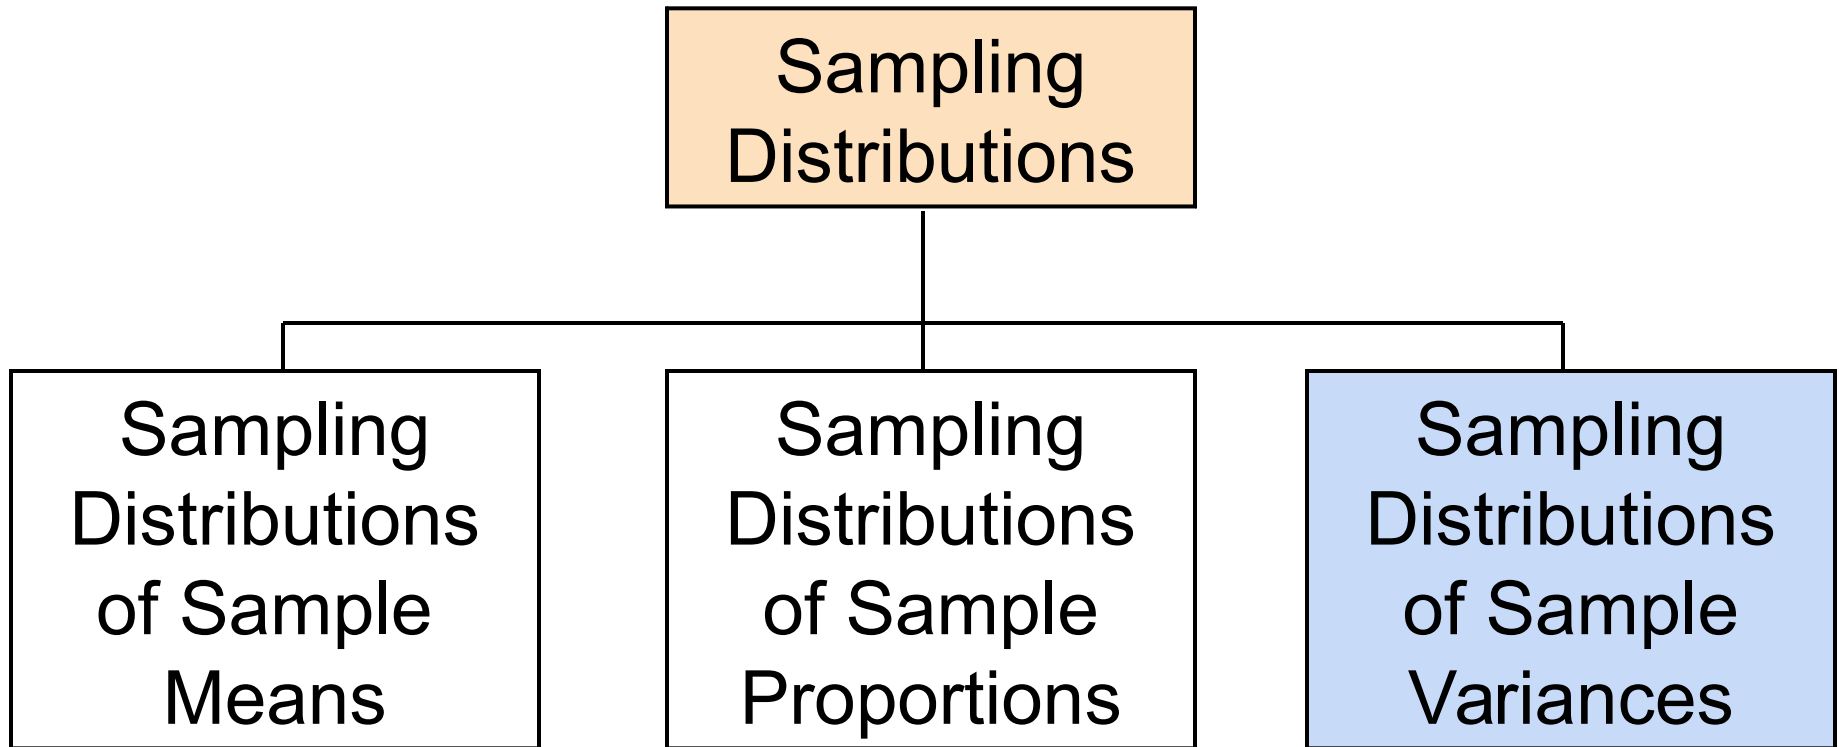 Sampling
Distributions
Sampling
Distributions
of Sample
Means
Sampling
Distributions
of Sample
Proportions
Sampling
Distributions
of Sample
Variances